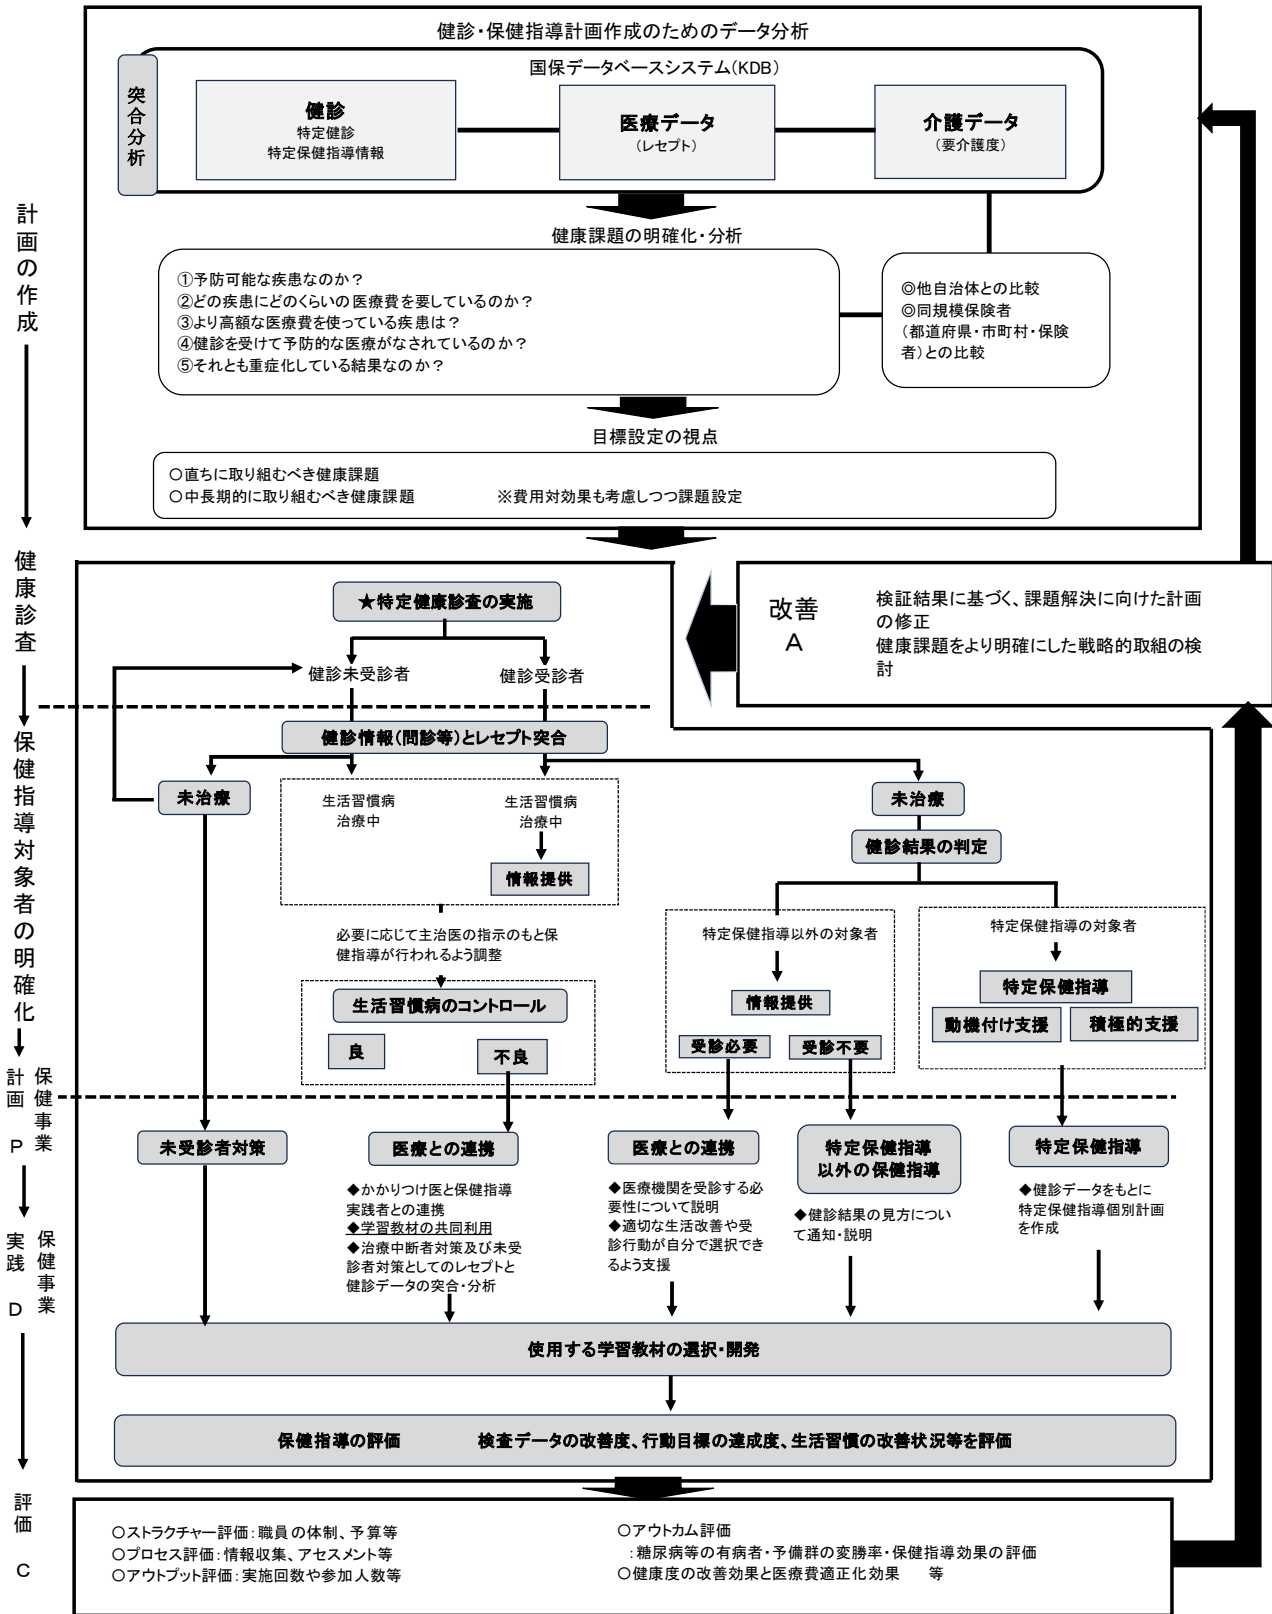 健診・保健指導計画作成のためのデータ分析
国保データベースシステム(KDB)
突合分析
健診
特定健診
特定保健指導情報
医療データ
(レセプト)
介護データ
(要介護度)
計画の作成
健康課題の明確化・分析
①予防可能な疾患なのか？
②どの疾患にどのくらいの医療費を要しているのか？
③より高額な医療費を使っている疾患は？
④健診を受けて予防的な医療がなされているのか？
⑤それとも重症化している結果なのか？
◎他自治体との比較
◎同規模保険者
（都道府県・市町村・保険
者）との比較
目標設定の視点
○直ちに取り組むべき健康課題
○中長期的に取り組むべき健康課題　※費用対効果も考慮しつつ課題設定
健康診査
★特定健康診査の実施
健診未受診者
健診受診者
改善
A
検証結果に基づく、課題解決に向けた計画
の修正
健康課題をより明確にした戦略的取組の検
討
保健指導対象者の明確化
健診情報（問診等）とレセプト突合
未治療
生活習慣病
治療中
生活習慣病
治療中
情報提供
未治療
健診結果の判定
必要に応じて主治医の指示のもと保
健指導が行われるよう調整
特定保健指導以外の対象者
情報提供
受診必要
受診不要
特定保健指導の対象者
特定保健指導
動機付け支援
積極的支援
生活習慣病のコントロール
良
不良
保健事業
計画 P
未受診者対策
医療との連携
医療との連携
特定保健指導
以外の保健指導
特定保健指導
◆かかりつけ医と保健指導
実践者との連携
◆学習教材の共同利用
◆治療中断者対策及び未受
診者対策としてのレセプトと
健診データの突合・分析
◆医療機関を受診する必
要性について説明
◆適切な生活改善や受
診行動が自分で選択でき
るよう支援
◆健診結果の見方につい
て通知・説明
◆健診データをもとに
特定保健指導個別計画
を作成
保健事業
実践 D
使用する学習教材の選択・開発
保健指導の評価　検査データの改善度、行動目標の達成度、生活習慣の改善状況等を評価
評価 C
○ストラクチャー評価：職員の体制、予算等
○プロセス評価：情報収集、アセスメント等
○アウトプット評価：実施回数や参加人数等
○アウトカム評価
：糖尿病等の有病者・予備群の変勝率・保健指導効果の評価
○健康度の改善効果と医療費適正化効果　等